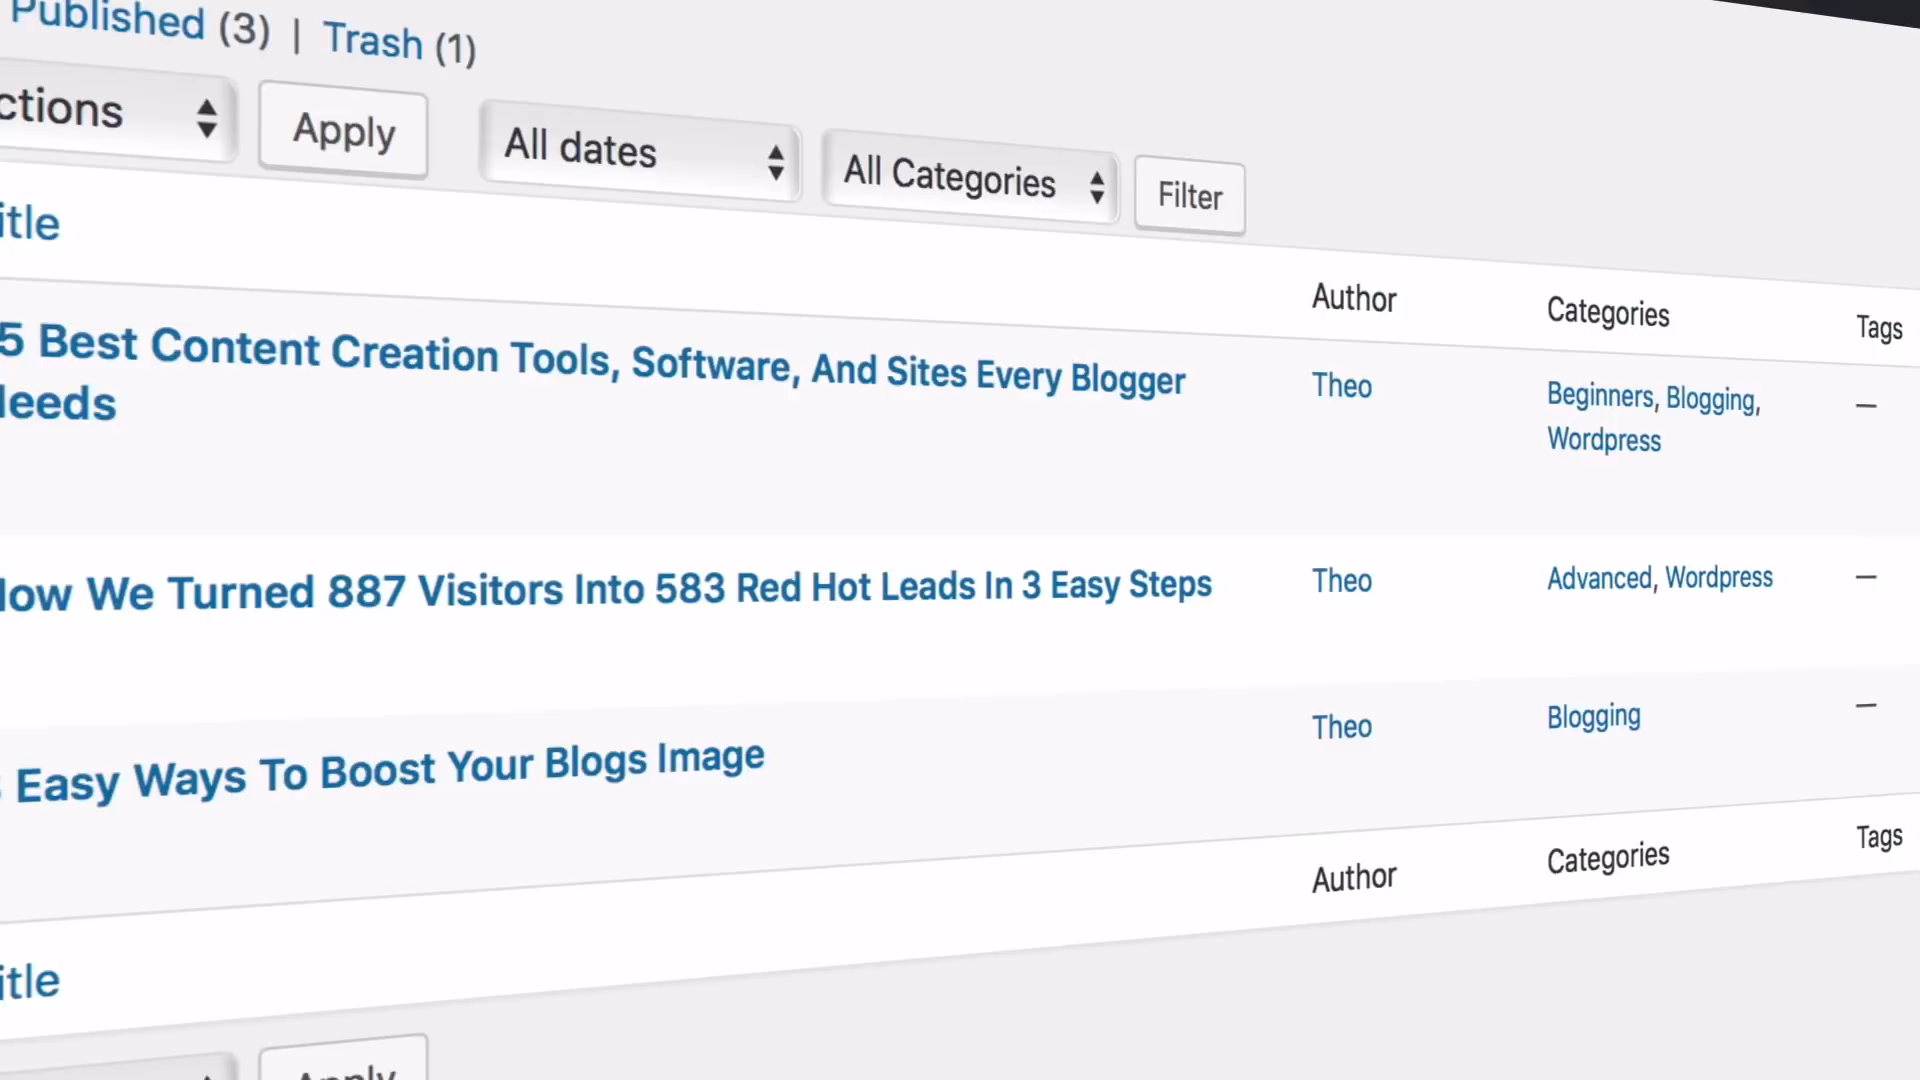 Published (3) | Trash (1)
ctions Apply All dates All Categories Filter
itle Author Categories Tags
5 Best Content Creation Tools, Software, And Sites Every Blogger Theo Beginners, Blogging, —
eeds Wordpress
ow We Turned 887 Visitors Into 583 Red Hot Leads In 3 Easy Steps Theo Advanced, Wordpress —
Easy Ways To Boost Your Blogs Image Theo Blogging —
itle Author Categories Tags
Apply